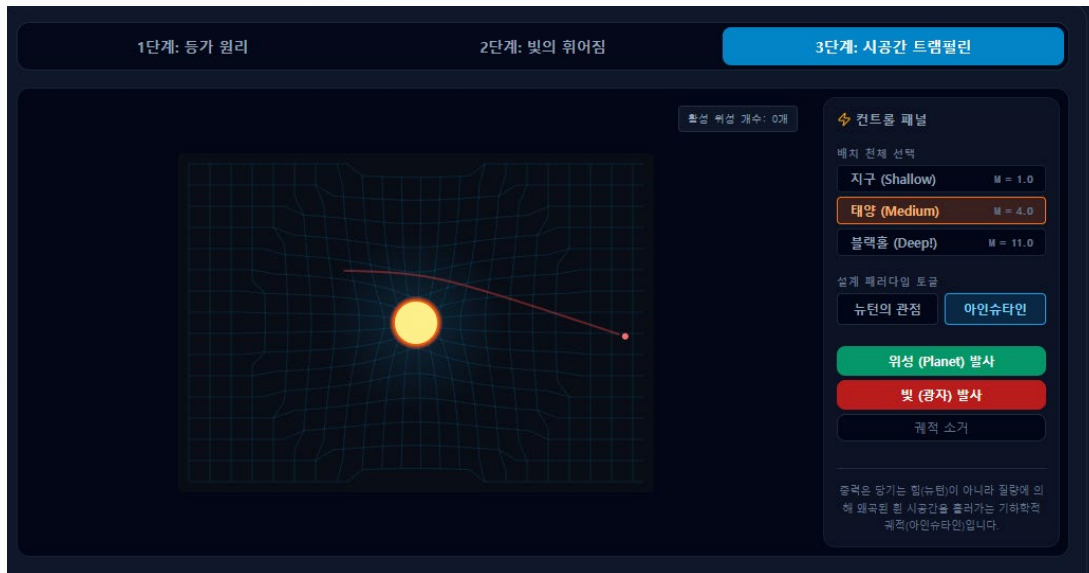 1단계: 등가 원리
2단계: 빛의 휘어짐
3단계: 시공간 트램펄린
활성 위성 개수: 0개
컨트롤 패널
배치 천체 선택
지구 (Shallow) M = 1.0
태양 (Medium) M = 4.0
블랙홀 (Deep!) M = 11.0
설계 패러다임 토글
뉴턴의 관점
아인슈타인
위성 (Planet) 발사
빛 (광자) 발사
궤적 소거
중력은 당기는 힘(뉴턴)이 아니라 질량에 의
해 왜곡된 휜 시공간을 흘러가는 기하학적
궤적(아인슈타인)입니다.